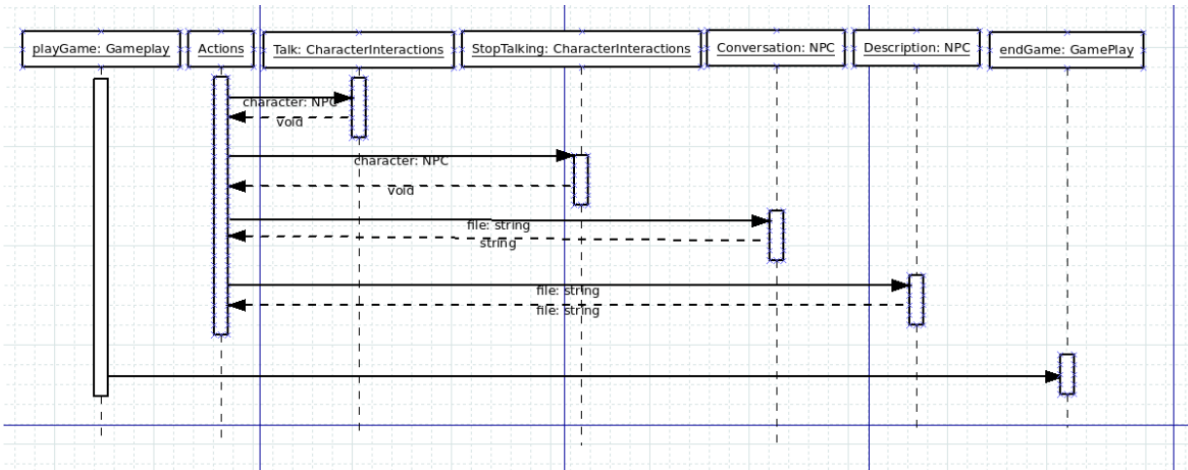 playGame: Gameplay
Actions
Talk: CharacterInteractions
StopTalking: CharacterInteractions
Conversation: NPC
Description: NPC
endGame: GamePlay
character: NPC
void
character: NPC
void
file: string
string
file: string
file: string